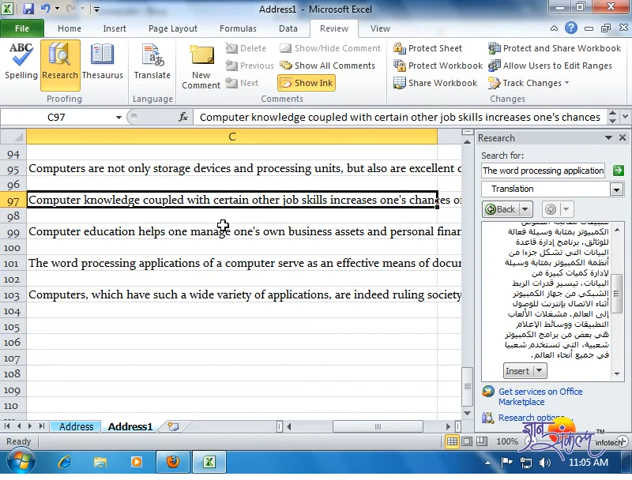 Address1 - Microsoft Excel
File Home Insert Page Layout Formulas Data Review View
ABC
Spelling Research Thesaurus
Proofing
Translate
Language
New Comment
Delete
Previous
Next
Show/Hide Comment
Show All Comments
Show Ink
Comments
Protect Sheet
Protect Workbook
Share Workbook
Protect and Share Workbook
Allow Users to Edit Ranges
Track Changes
Changes
C97 fx Computer knowledge coupled with certain other job skills increases one's chances
C
94
95 Computers are not only storage devices and processing units, but also are excellent
96
97 Computer knowledge coupled with certain other job skills increases one's chances
98
99 Computer education helps one manage one's own business assets and personal
100
101 The word processing applications of a computer serve as an effective means of
102
103 Computers, which have such a wide variety of applications, are indeed ruling society
104
105
106
107
108
109
110
Research
Search for:
The word processing application
Translation
Back
للوثائق. برنامج إدارة قاعدة
البيانات التي تشكل جزءا من
أنظمة الكمبيوتر بمثابة وسيلة
لإدارة كميات كبيرة من
البيانات. تيسير قدرات الربط
الشبكي من جهاز الكمبيوتر
أثناء الاتصال بإنترنت للوصول
إلى العالم. مشغلات الألعاب
التطبيقات ووسائط الإعلام
هي بعض من برامج الكمبيوتر
الأخرى، التي تستخدم شعبيا
في جميع أنحاء العالم.
Insert
Get services on Office Marketplace
Research options...
Address Address1
Ready
100%
ज्ञान संकल्प
infotech
TM
11:05 AM